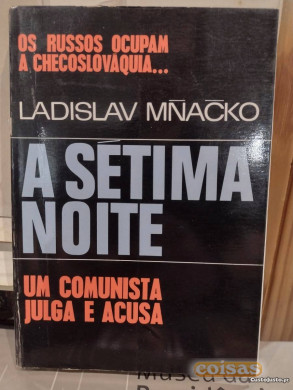 OS RUSSOS OCUPAM
A CHECOSLOVÁQUIA...
LADISLAV MŇAČKO
A SÉTIMA
NOITE
UM COMUNISTA
JULGA E ACUSA
coisas